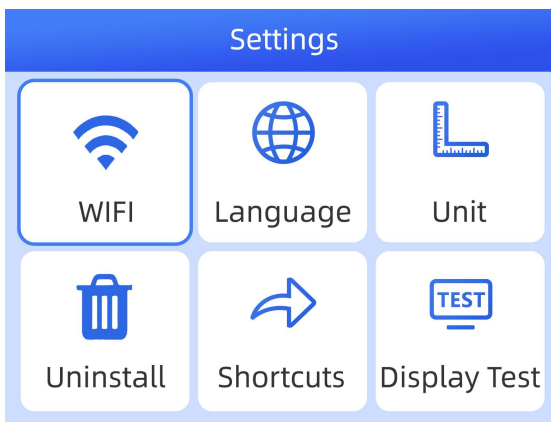 Settings
WIFI
Language
Unit
TEST
Uninstall
Shortcuts
Display Test